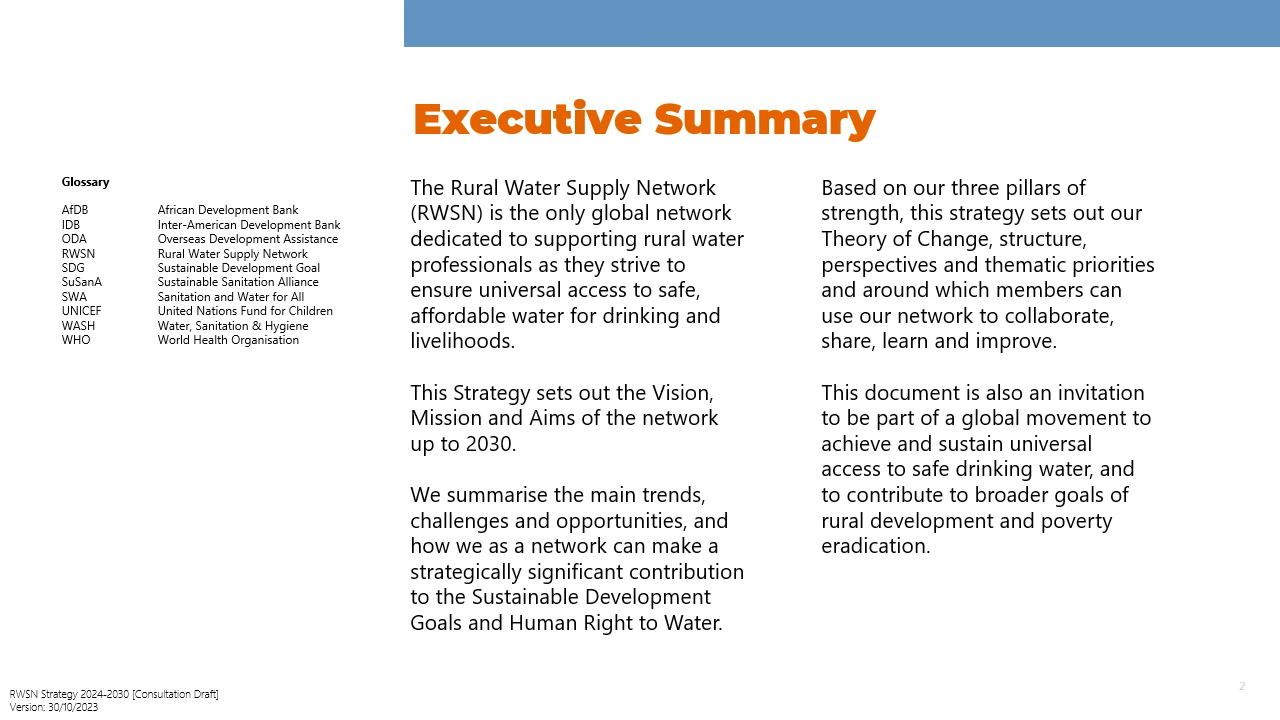 Executive Summary
Glossary
AfDB African Development Bank
IDB Inter-American Development Bank
ODA Overseas Development Assistance
RWSN Rural Water Supply Network
SDG Sustainable Development Goal
SuSanA Sustainable Sanitation Alliance
SWA Sanitation and Water for All
UNICEF United Nations Fund for Children
WASH Water, Sanitation & Hygiene
WHO World Health Organisation
The Rural Water Supply Network
(RWSN) is the only global network
dedicated to supporting rural water
professionals as they strive to
ensure universal access to safe,
affordable water for drinking and
livelihoods.
This Strategy sets out the Vision,
Mission and Aims of the network
up to 2030.
We summarise the main trends,
challenges and opportunities, and
how we as a network can make a
strategically significant contribution
to the Sustainable Development
Goals and Human Right to Water.
Based on our three pillars of
strength, this strategy sets out our
Theory of Change, structure,
perspectives and thematic priorities
and around which members can
use our network to collaborate,
share, learn and improve.
This document is also an invitation
to be part of a global movement to
achieve and sustain universal
access to safe drinking water, and
to contribute to broader goals of
rural development and poverty
eradication.
RWSN Strategy 2024-2030 [Consultation Draft]
Version: 30/10/2023
2